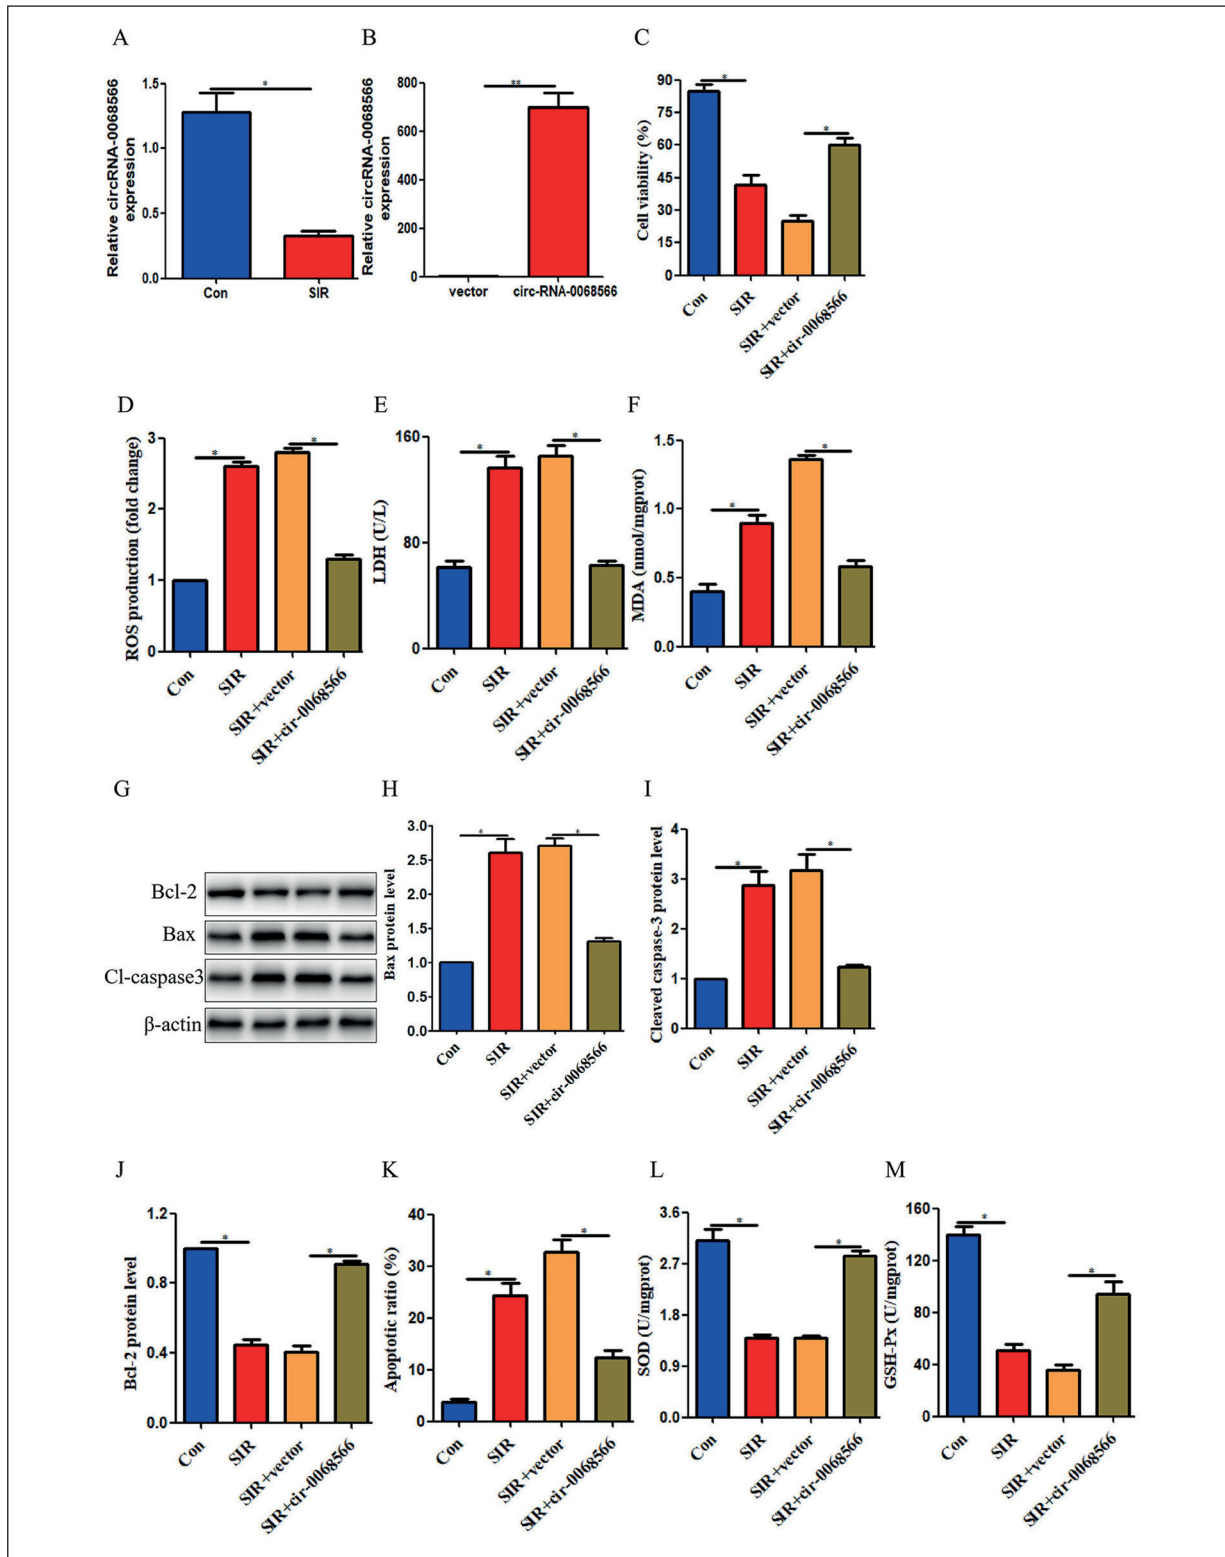 A
Relative circRNA-0068566
expression
1.5
1.0
0.5
0.0
*
Con
SIR
B
Relative circRNA-0068566
expression
800
600
400
200
0
**
vector
circ-RNA-0068566
C
Cell viability (%)
90
75
60
45
30
15
0
*
*
Con
SIR
SIR+vector
SIR+cir-0068566
D
ROS production (fold change)
3
2
1
0
*
*
Con
SIR
SIR+vector
SIR+cir-0068566
E
LDH (U/L)
160
80
0
*
*
Con
SIR
SIR+vector
SIR+cir-0068566
F
MDA (nmol/mgprot)
1.5
1.0
0.5
0.0
*
*
Con
SIR
SIR+vector
SIR+cir-0068566
G
Bcl-2
Bax
Cl-caspase3
β-actin
H
Bax protein level
3.0
2.5
2.0
1.5
1.0
0.5
0.0
*
*
Con
SIR
SIR+vector
SIR+cir-0068566
I
Cleaved caspase-3 protein level
4
3
2
1
0
*
*
Con
SIR
SIR+vector
SIR+cir-0068566
J
Bcl-2 protein level
1.2
0.8
0.4
0.0
*
*
Con
SIR
SIR+vector
SIR+cir-0068566
K
Apoptotic ratio (%)
40
30
20
10
0
*
*
Con
SIR
SIR+vector
SIR+cir-0068566
L
SOD (U/mgprot)
3.6
2.7
1.8
0.9
0.0
*
*
Con
SIR
SIR+vector
SIR+cir-0068566
M
GSH-Px (U/mgprot)
160
120
80
40
0
*
*
Con
SIR
SIR+vector
SIR+cir-0068566